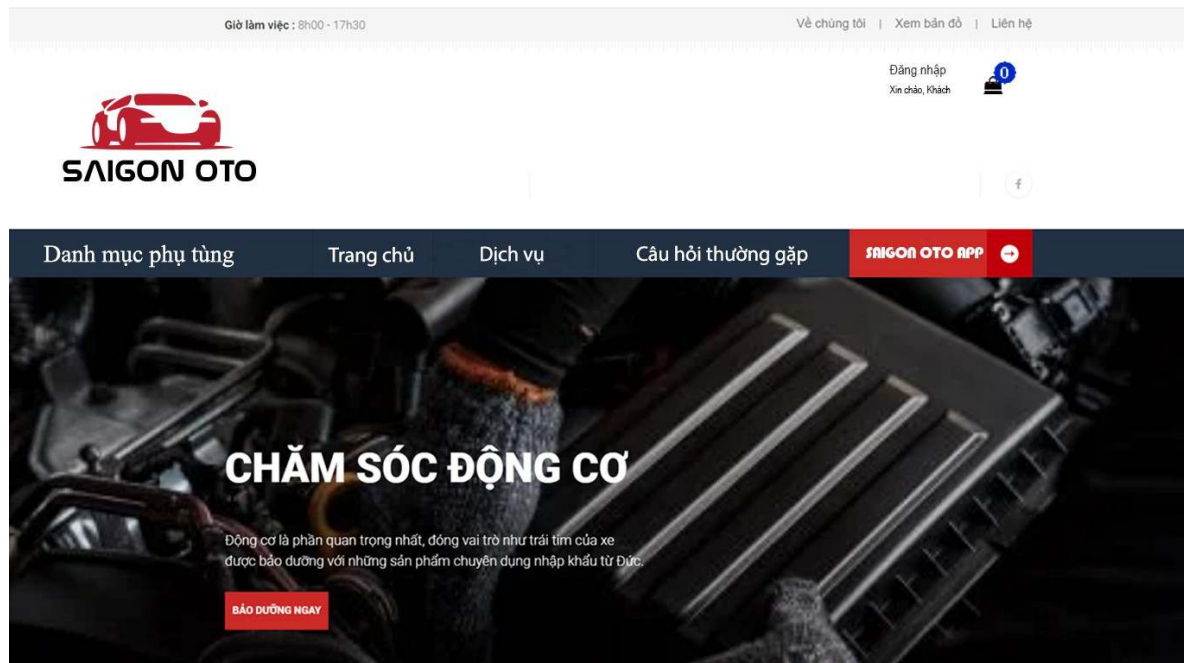 Giờ làm việc : 8h00 - 17h30
Về chúng tôi | Xem bản đồ | Liên hệ
Đăng nhập
0
Xin chào, Khách
SAIGON OTO
f
Danh mục phụ tùng
Trang chủ
Dịch vụ
Câu hỏi thường gặp
SAIGON OTO APP
CHĂM SÓC ĐỘNG CƠ
Động cơ là phần quan trọng nhất, đóng vai trò như trái tim của xe
được bảo dưỡng với những sản phẩm chuyên dụng nhập khẩu từ Đức.
BẢO DƯỠNG NGAY